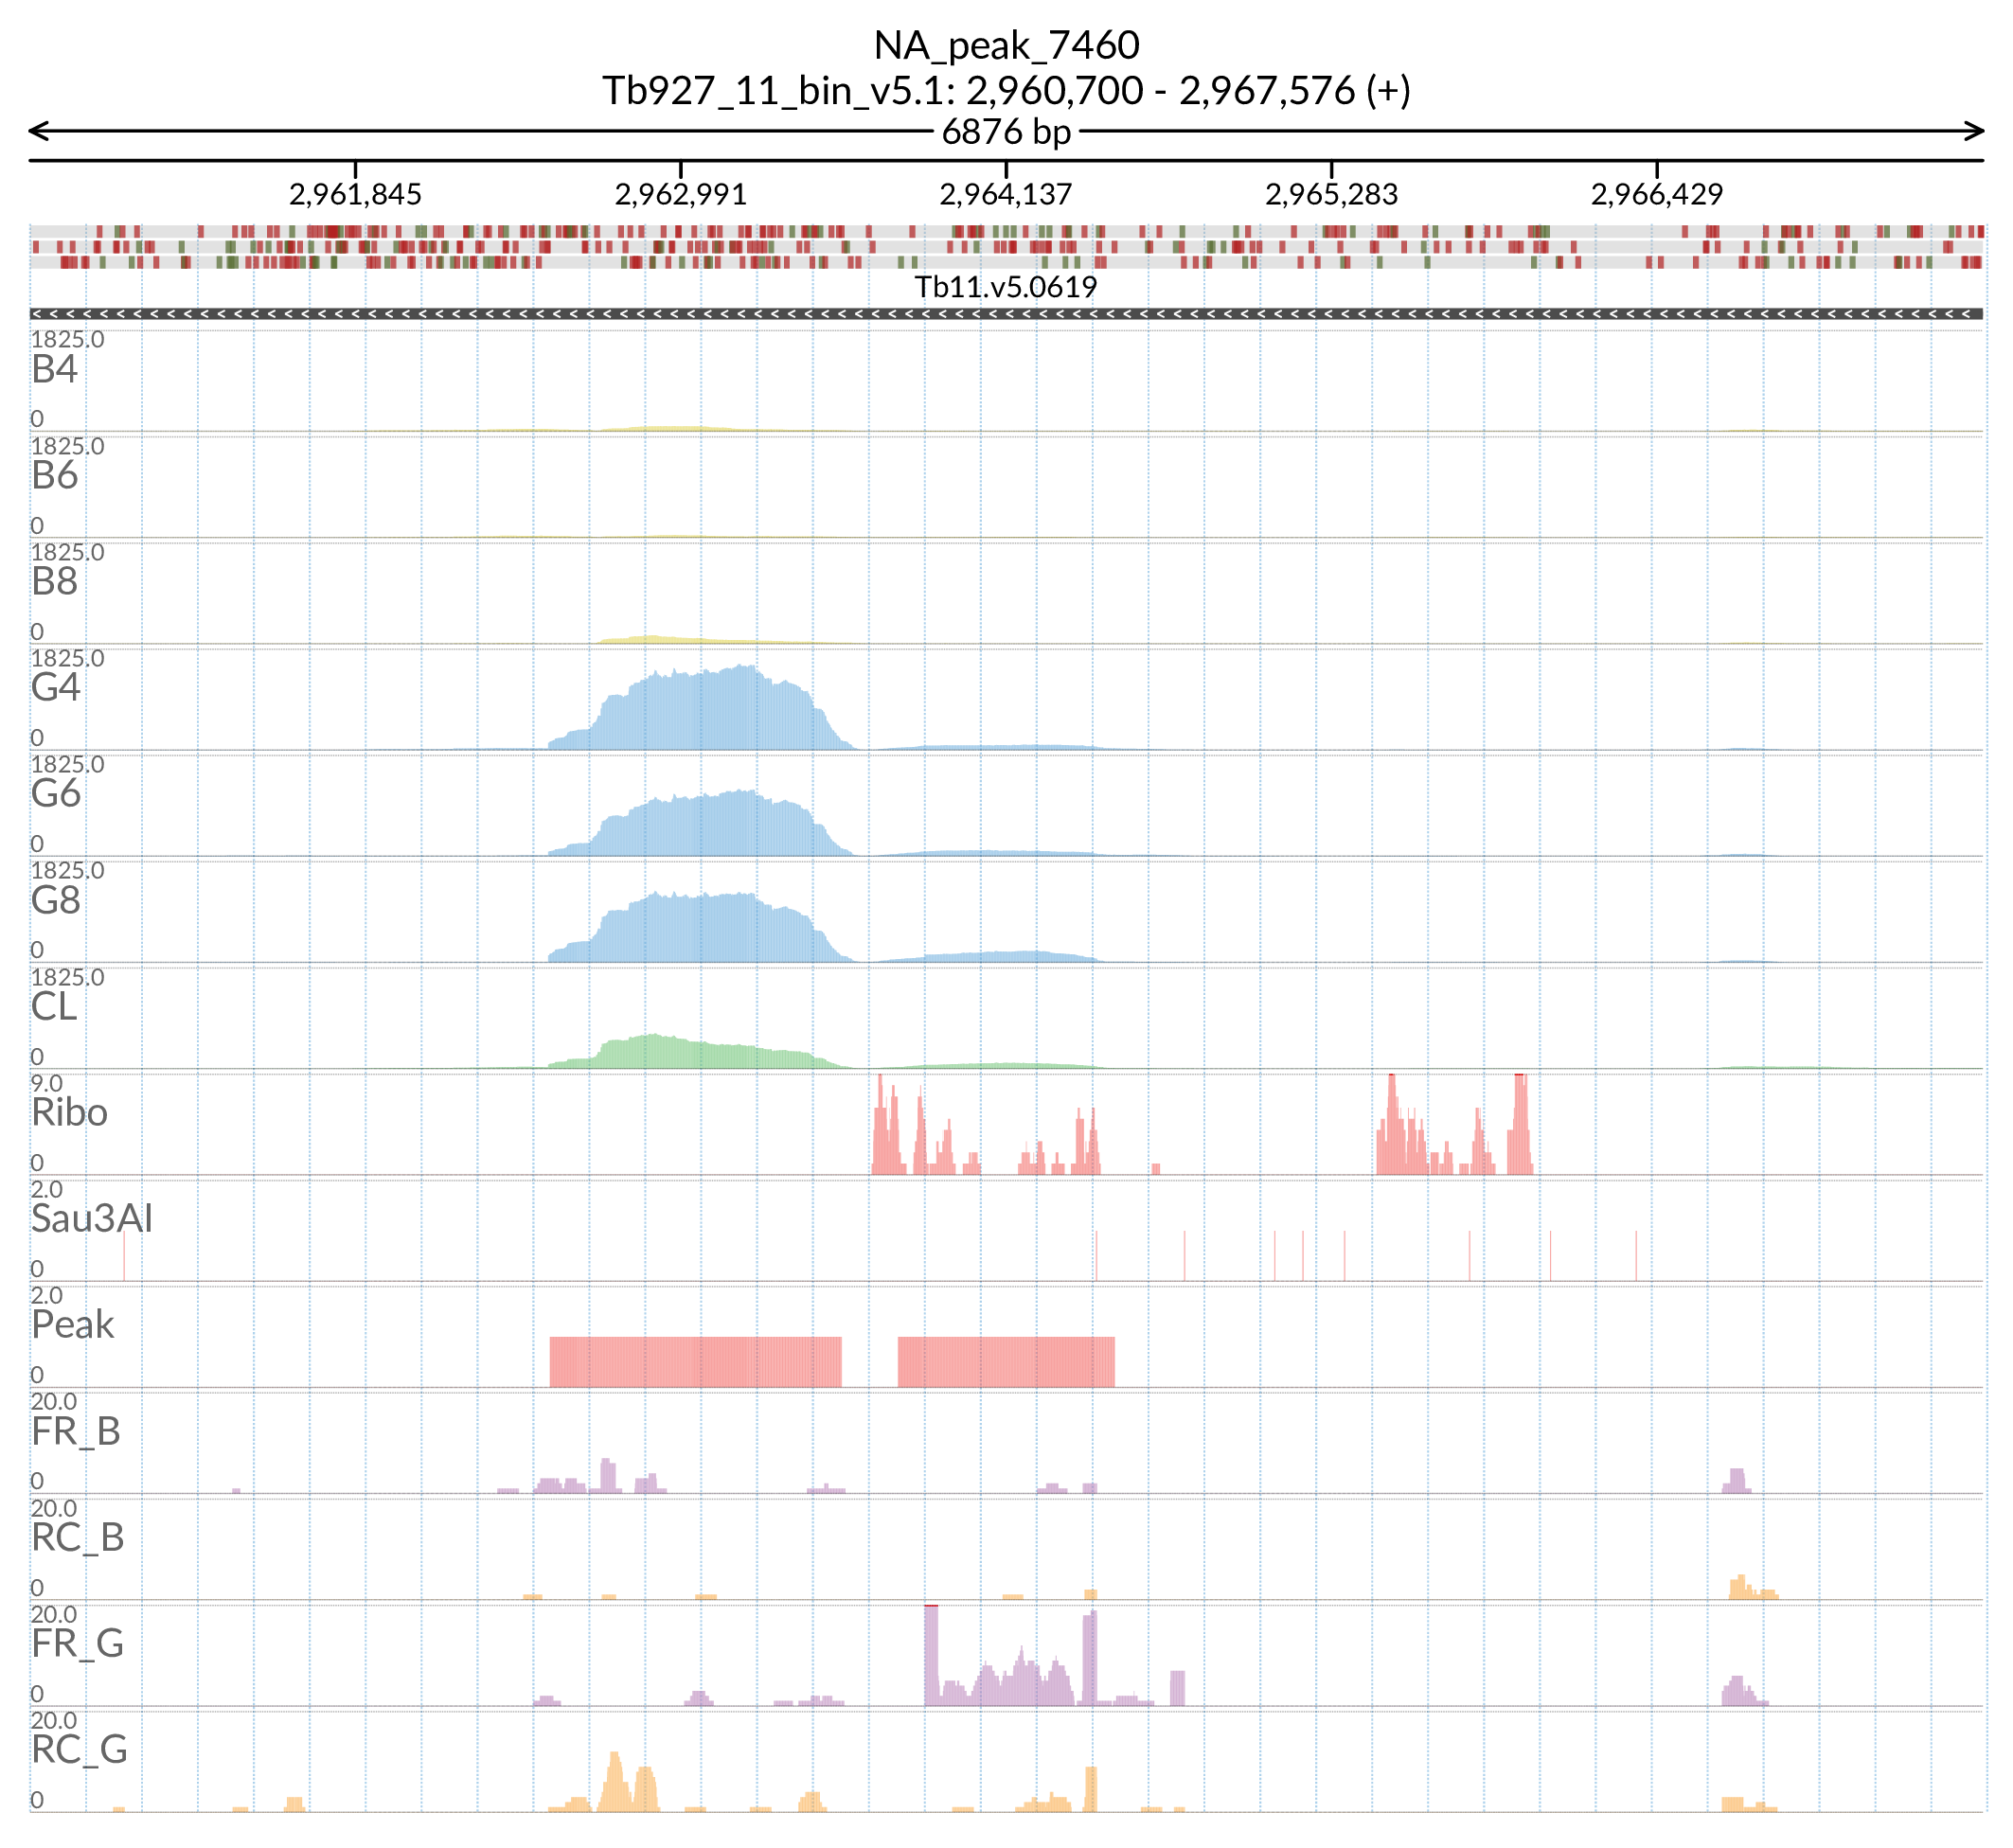 NA_peak_7460
Tb927_11_bin_v5.1: 2,960,700 - 2,967,576 (+)
6876 bp
2,961,845 2,962,991 2,964,137 2,965,283 2,966,429
Tb11.v5.0619
1825.0
B4
0
1825.0
B6
0
1825.0
B8
0
1825.0
G4
0
1825.0
G6
0
1825.0
G8
0
1825.0
CL
0
9.0
Ribo
0
2.0
Sau3AI
0
2.0
Peak
0
20.0
FR_B
0
20.0
RC_B
0
20.0
FR_G
0
20.0
RC_G
0